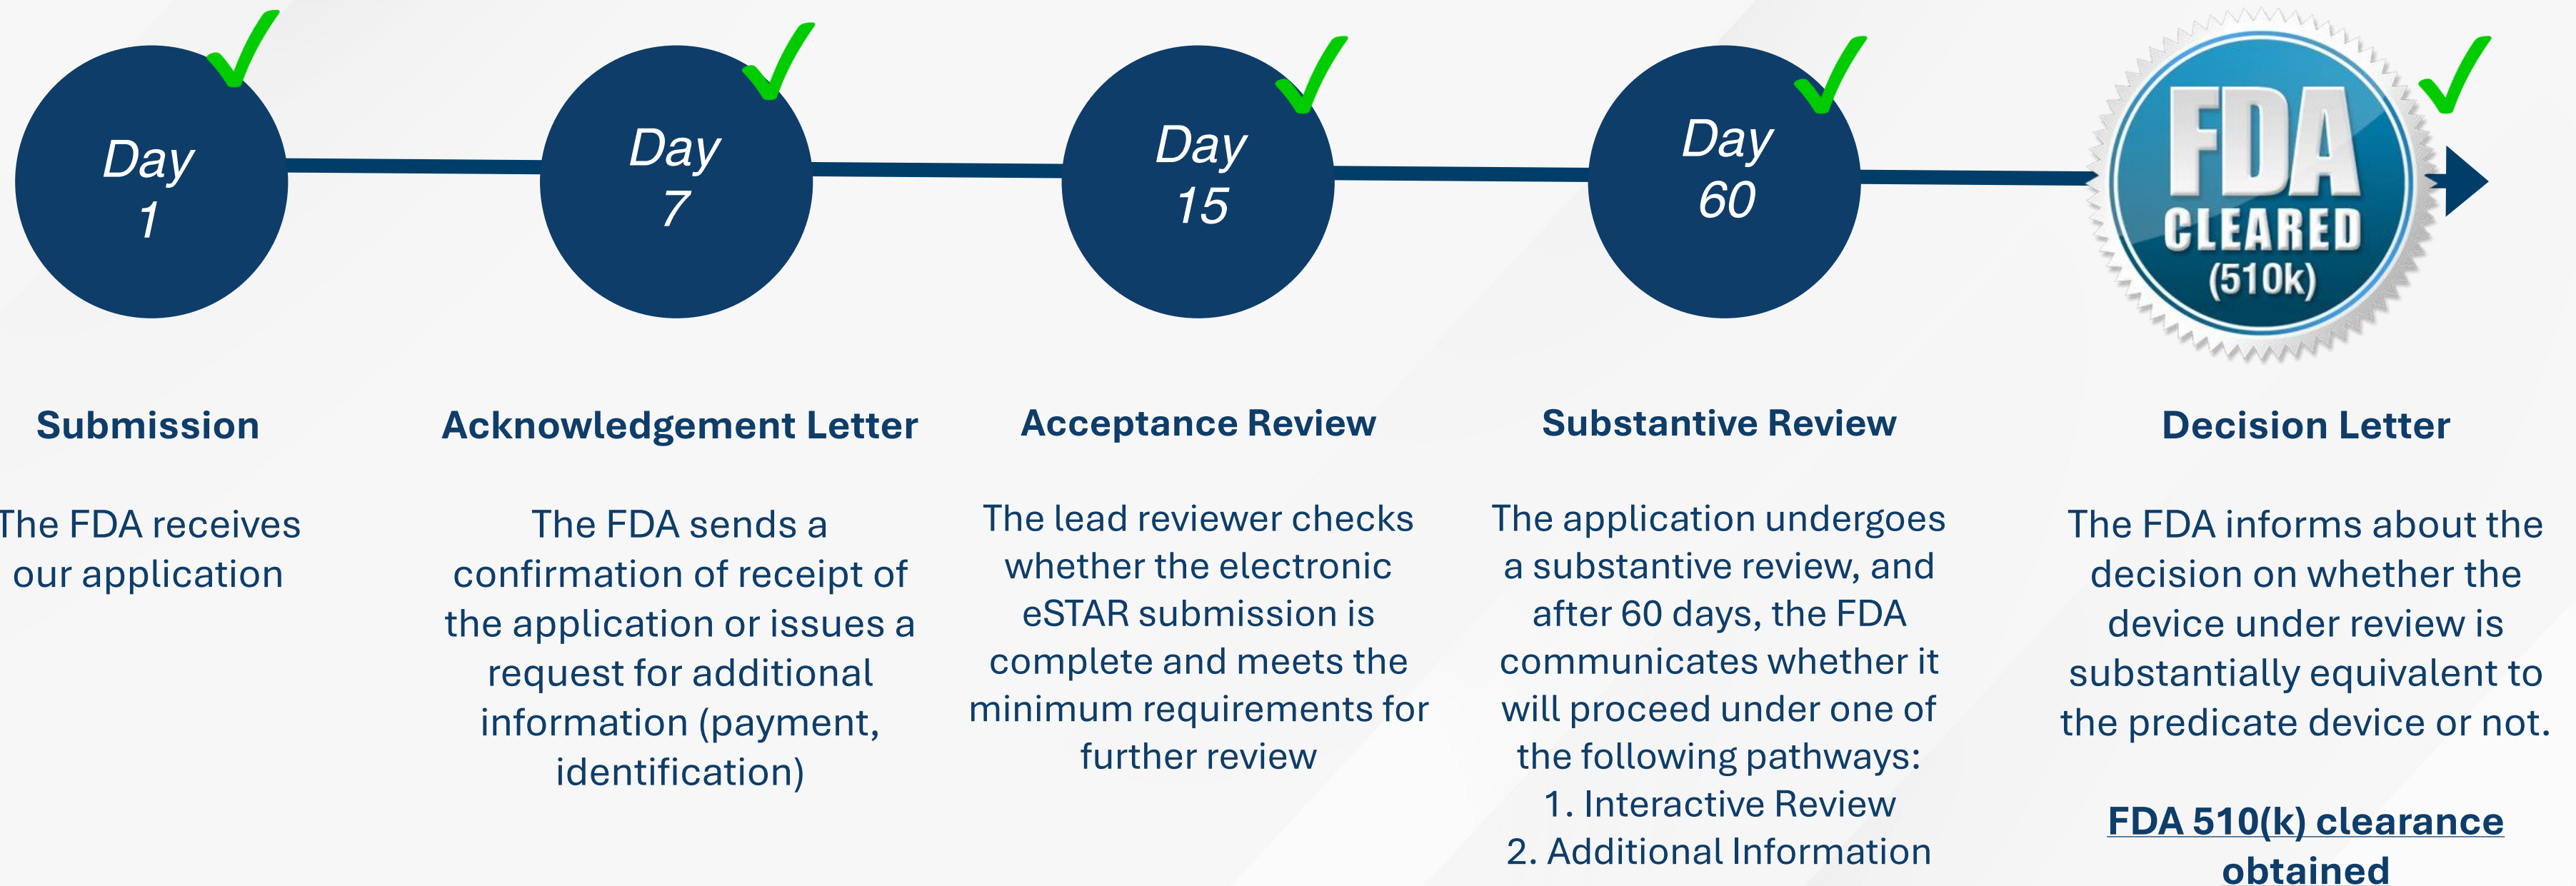 Day
1
Day
7
Day
15
Day
60
FDA
CLEARED
(510k)
Submission
The FDA receives
our application
Acknowledgement Letter
The FDA sends a
confirmation of receipt of
the application or issues a
request for additional
information (payment,
identification)
Acceptance Review
The lead reviewer checks
whether the electronic
eSTAR submission is
complete and meets the
minimum requirements for
further review
Substantive Review
The application undergoes
a substantive review, and
after 60 days, the FDA
communicates whether it
will proceed under one of
the following pathways:
1. Interactive Review
2. Additional Information
Decision Letter
The FDA informs about the
decision on whether the
device under review is
substantially equivalent to
the predicate device or not.
FDA 510(k) clearance
obtained